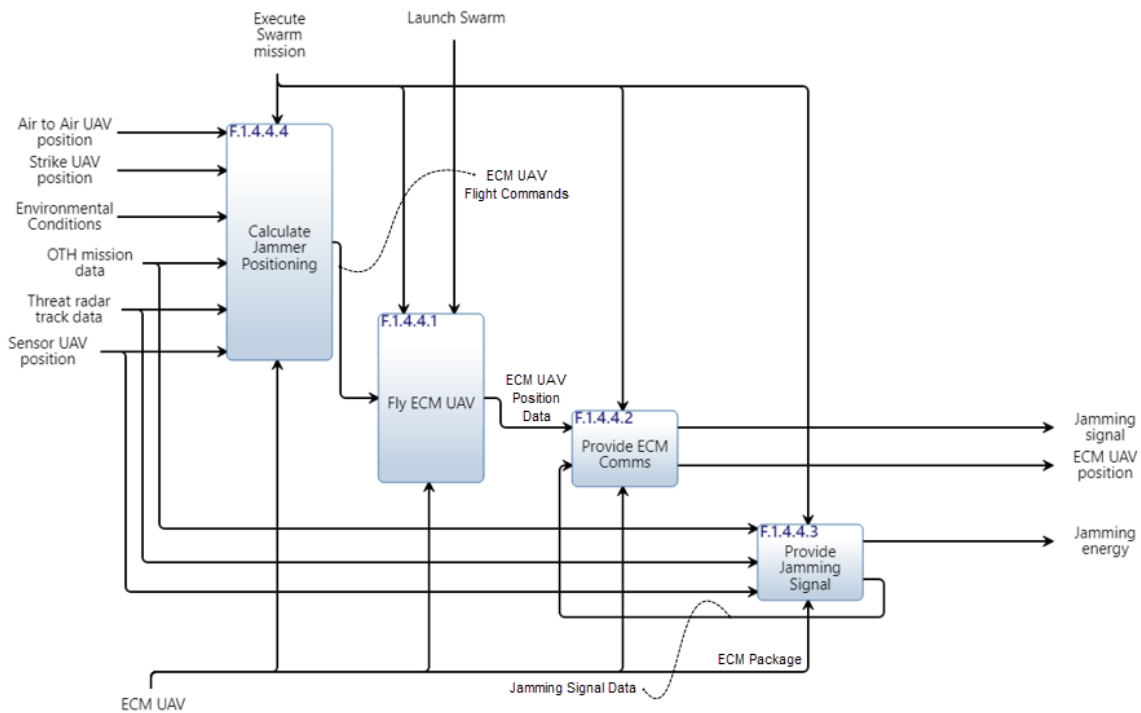 Execute
Swarm
mission
Launch Swarm
Air to Air UAV
position
Strike UAV
position
Environmental
Conditions
OTH mission
data
Threat radar
track data
Sensor UAV
position
F.1.4.4.4
Calculate
Jammer
Positioning
ECM UAV
Flight Commands
F.1.4.4.1
Fly ECM UAV
ECM UAV
Position
Data
F.1.4.4.2
Provide ECM
Comms
Jamming
signal
ECM UAV
position
F.1.4.4.3
Provide
Jamming
Signal
Jamming
energy
ECM Package
Jamming Signal Data
ECM UAV